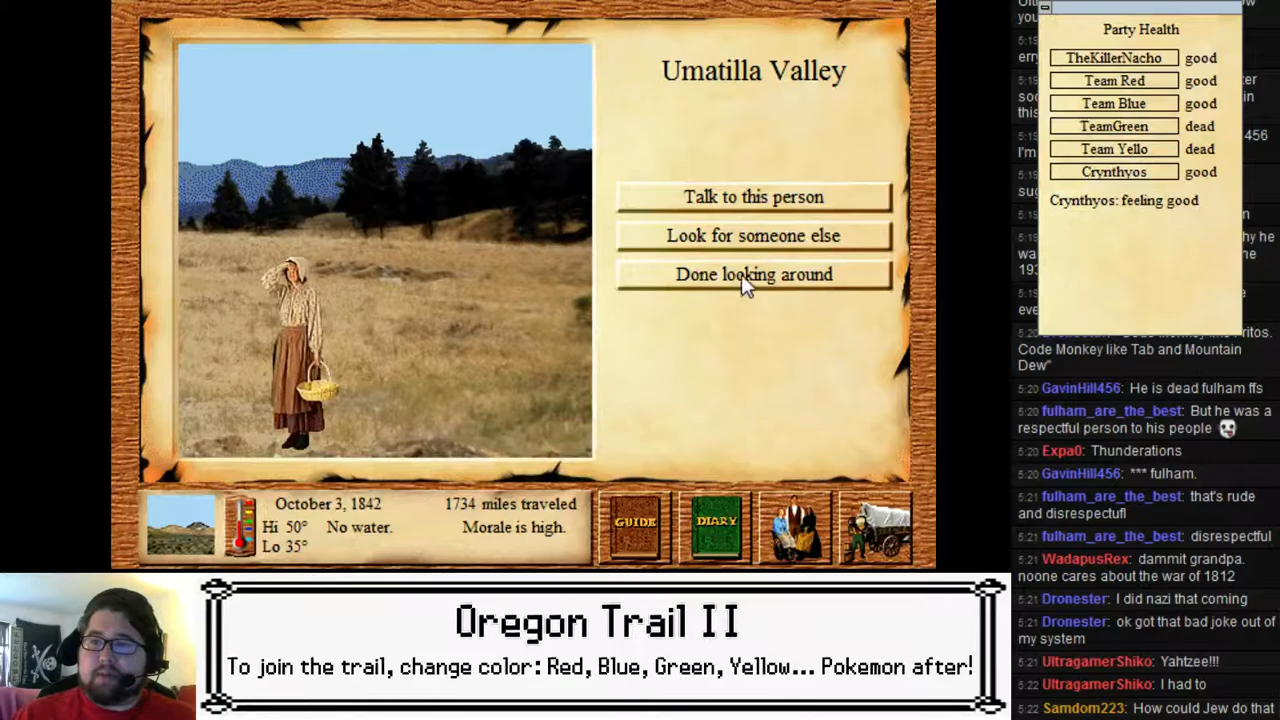 Umatilla Valley
Talk to this person
Look for someone else
Done looking around
October 3, 1842
1734 miles traveled
Hi 50°
No water.
Morale is high.
Lo 35°
GUIDE
DIARY
Oregon Trail II
To join the trail, change color: Red, Blue, Green, Yellow... Pokemon after!
Party Health
TheKillerNacho good
Team Red good
Team Blue good
TeamGreen dead
Team Yello dead
Crynthyos good
Crynthyos: feeling good
Code Monkey like Tab and Mountain
Dew"
5:20 GavinHill456: He is dead fulham ffs
5:20 fulham_are_the_best: But he was a
respectful person to his people
5:20 Expa0: Thunderations
5:20 GavinHill456: *** fulham.
5:21 fulham_are_the_best: that's rude
and disrespectufl
5:21 fulham_are_the_best: disrespectful
5:21 WadapusRex: dammit grandpa.
noone cares about the war of 1812
5:21 Dronester: I did nazi that coming
5:21 Dronester: ok got that bad joke out of
my system
5:21 UltragamerShiko: Yahtzee!!!
5:22 UltragamerShiko: I had to
5:22 Samdom223: How could Jew do that